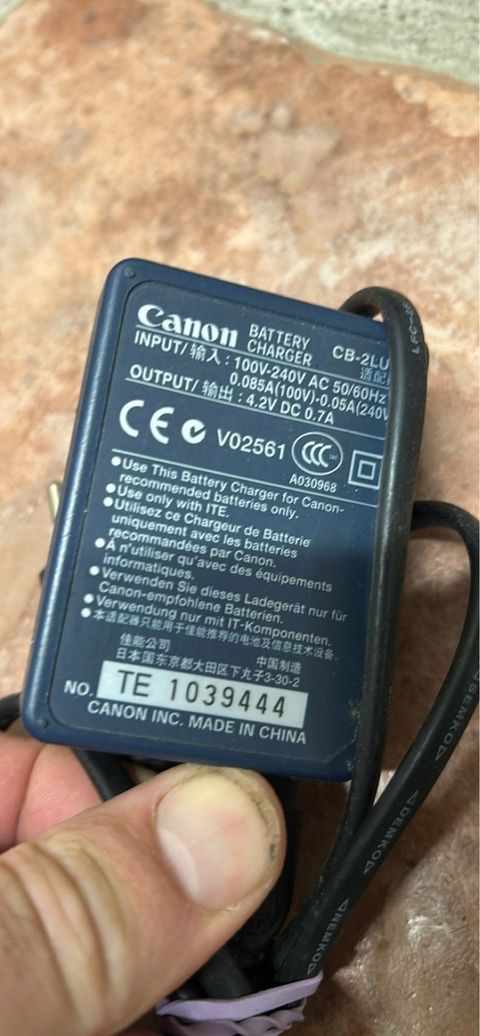 Canon BATTERY CHARGER CB-2LU
INPUT/輸入 : 100V-240V AC 50/60Hz
0.085A(100V)-0.05A(240V
OUTPUT/输出 : 4.2V DC 0.7A
CE V02561 CCC
A030968
●Use This Battery Charger for Canon-
recommended batteries only.
●Use only with ITE.
●Utilisez ce Chargeur de Batterie
uniquement avec les batteries
recommandées par Canon.
●À n'utiliser qu'avec des équipements
informatiques.
●Verwenden Sie dieses Ladegerät nur für
Canon-empfohlene Batterien.
●Verwendung nur mit IT-Komponenten.
●本适配器只能用于佳能推荐的电池及信息技术设备。
佳能公司 中国制造
日本国东京都大田区下丸子3-30-2
NO. TE 1039444
CANON INC. MADE IN CHINA
DEMKO
NEMKO